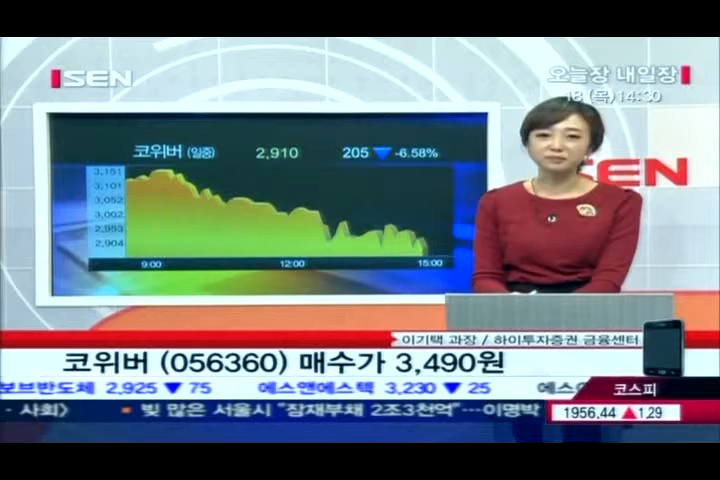 SEN
오늘장 내일장
18 (목) 14:30
코위버 (일중) 2,910 205 ▼ -6.58%
3,151
3,101
3,052
3,002
2,953
2,904
9:00 12:00 15:00
SEN
이기택 과장 / 하이투자증권 금융센터
코위버 (056360) 매수가 3,490원
보브반도체 2,925 ▼ 75 에스앤에스텍 3,230 ▼ 25
코스피
1956.44 ▲ 1.29
· 사회> ▪ 빚 많은 서울시 "잠재부채 2조3천억"…이명박